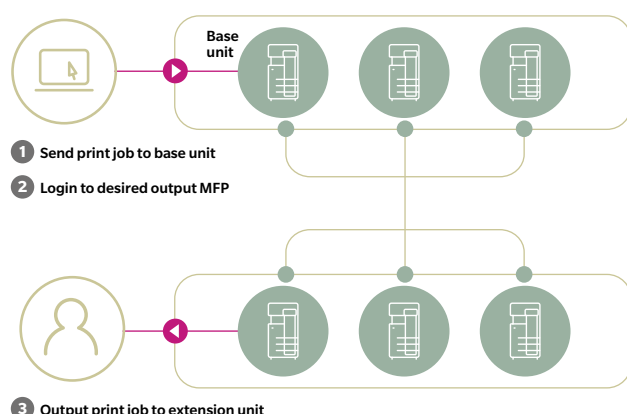 Base
unit
1 Send print job to base unit
2 Login to desired output MFP
3 Output print job to extension unit